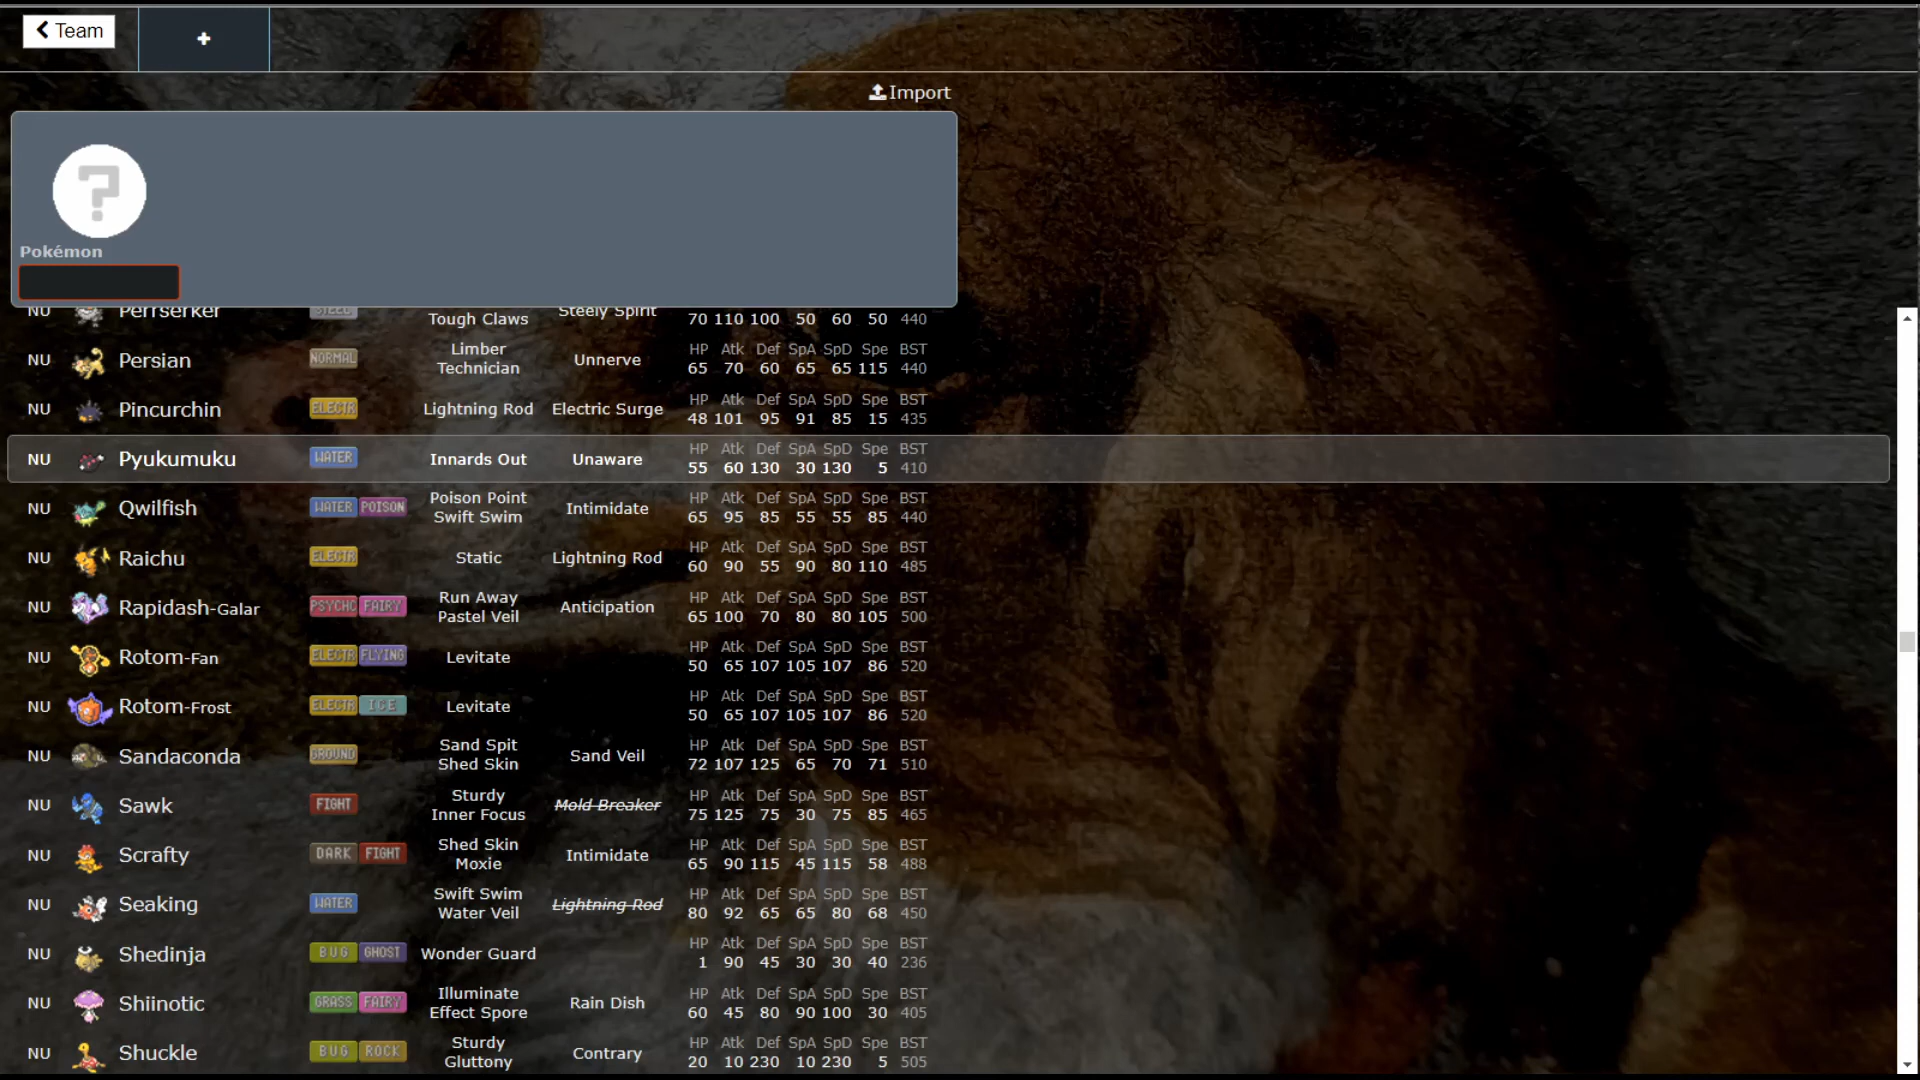 Team
+
Import
?
Pokémon
NU Perrserker STEEL Tough Claws Steely Spirit 70 110 100 50 60 50 440
HP Atk Def SpA SpD Spe BST
NU Persian NORMAL Limber Technician Unnerve 65 70 60 65 65 115 440
HP Atk Def SpA SpD Spe BST
NU Pincurchin ELECTR Lightning Rod Electric Surge 48 101 95 91 85 15 435
HP Atk Def SpA SpD Spe BST
NU Pyukumuku WATER Innards Out Unaware 55 60 130 30 130 5 410
HP Atk Def SpA SpD Spe BST
NU Qwilfish WATER POISON Poison Point Swift Swim Intimidate 65 95 85 55 55 85 440
HP Atk Def SpA SpD Spe BST
NU Raichu ELECTR Static Lightning Rod 60 90 55 90 80 110 485
HP Atk Def SpA SpD Spe BST
NU Rapidash-Galar PSYCHC FAIRY Run Away Pastel Veil Anticipation 65 100 70 80 80 105 500
HP Atk Def SpA SpD Spe BST
NU Rotom-Fan ELECTR FLYING Levitate 50 65 107 105 107 86 520
HP Atk Def SpA SpD Spe BST
NU Rotom-Frost ELECTR ICE Levitate 50 65 107 105 107 86 520
HP Atk Def SpA SpD Spe BST
NU Sandaconda GROUND Sand Spit Shed Skin Sand Veil 72 107 125 65 70 71 510
HP Atk Def SpA SpD Spe BST
NU Sawk FIGHT Sturdy Inner Focus Mold Breaker 75 125 75 30 75 85 465
HP Atk Def SpA SpD Spe BST
NU Scrafty DARK FIGHT Shed Skin Moxie Intimidate 65 90 115 45 115 58 488
HP Atk Def SpA SpD Spe BST
NU Seaking WATER Swift Swim Water Veil Lightning Rod 80 92 65 65 80 68 450
HP Atk Def SpA SpD Spe BST
NU Shedinja BUG GHOST Wonder Guard 1 90 45 30 30 40 236
HP Atk Def SpA SpD Spe BST
NU Shiinotic GRASS FAIRY Illuminate Effect Spore Rain Dish 60 45 80 90 100 30 405
HP Atk Def SpA SpD Spe BST
NU Shuckle BUG ROCK Sturdy Gluttony Contrary 20 10 230 10 230 5 505